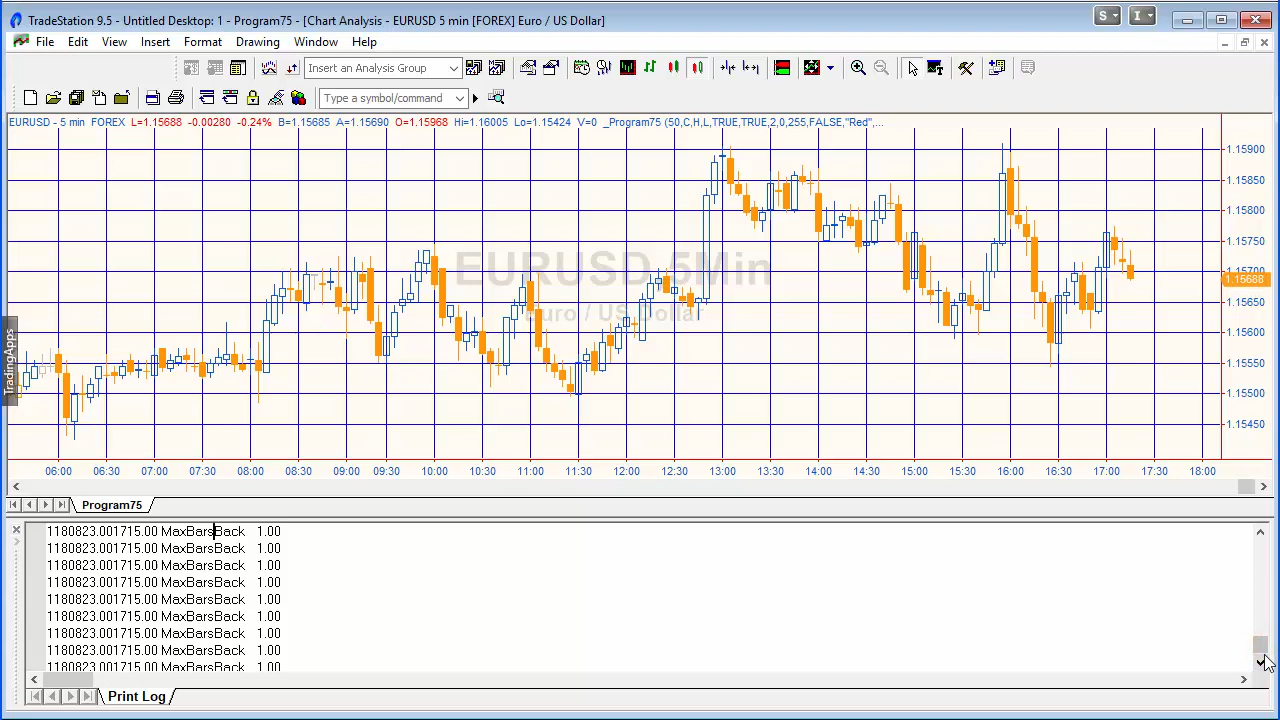 TradeStation 9.5 - Untitled Desktop: 1 - Program75 - [Chart Analysis - EURUSD 5 min [FOREX] Euro / US Dollar]
S I
File Edit View Insert Format Drawing Window Help
Insert an Analysis Group
Type a symbol/command
EURUSD - 5 min FOREX L=1.15688 -0.00280 -0.24% B=1.15685 A=1.15690 O=1.15968 Hi=1.16005 Lo=1.15424 V=0 _Program75 (50,C,H,L,TRUE,TRUE,2,0,255,FALSE,"Red",...
1.15900
1.15850
1.15800
1.15750
EURUSD 5Min
1.15700
1.15688
1.15650
Euro / US Dollar
1.15600
TradingApps
1.15550
1.15500
1.15450
06:00 06:30 07:00 07:30 08:00 08:30 09:00 09:30 10:00 10:30 11:00 11:30 12:00 12:30 13:00 13:30 14:00 14:30 15:00 15:30 16:00 16:30 17:00 17:30 18:00
Program75
1180823.001715.00 MaxBarsBack 1.00
1180823.001715.00 MaxBarsBack 1.00
1180823.001715.00 MaxBarsBack 1.00
1180823.001715.00 MaxBarsBack 1.00
1180823.001715.00 MaxBarsBack 1.00
1180823.001715.00 MaxBarsBack 1.00
1180823.001715.00 MaxBarsBack 1.00
1180823.001715.00 MaxBarsBack 1.00
1180823.001715.00 MaxBarsBack 1.00
Print Log